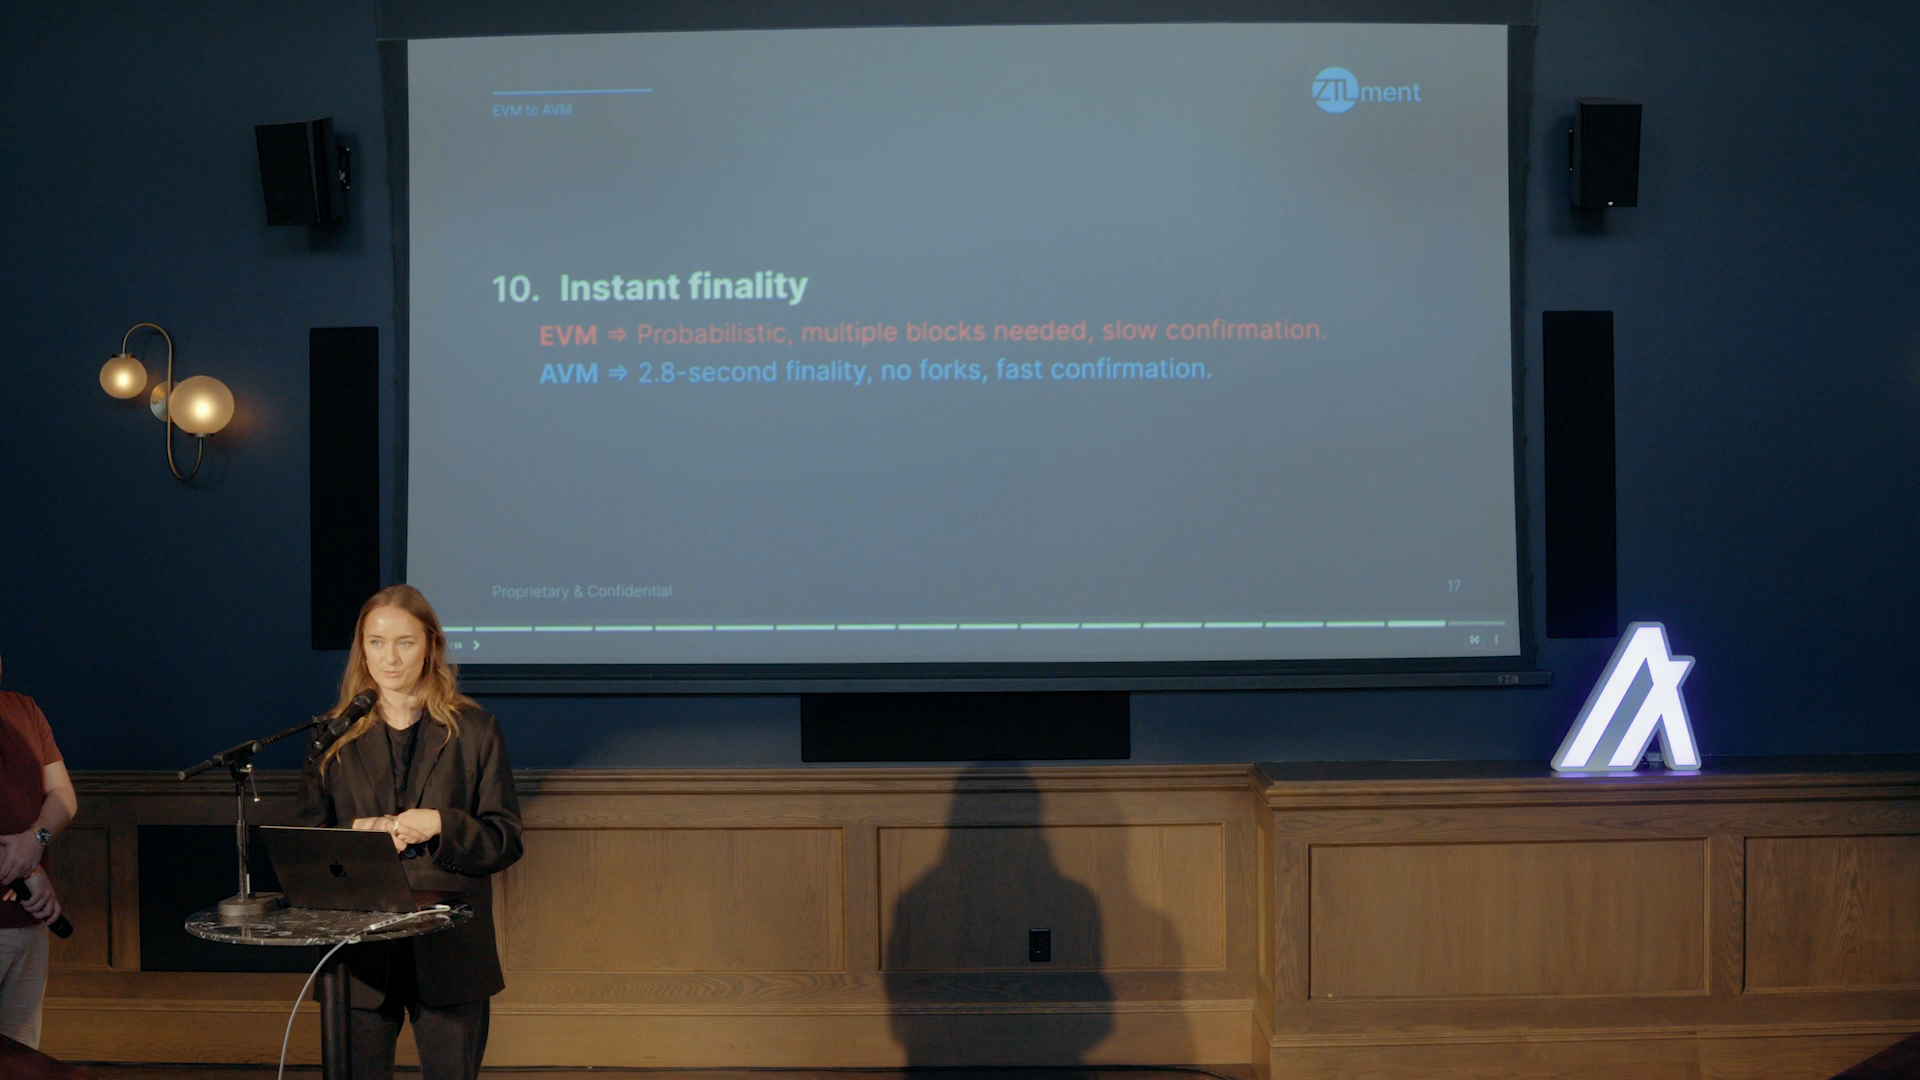 EVM to AVM
ZTLment
10. Instant finality
EVM ⇒ Probabilistic, multiple blocks needed, slow confirmation.
AVM ⇒ 2.8-second finality, no forks, fast confirmation.
Proprietary & Confidential
17